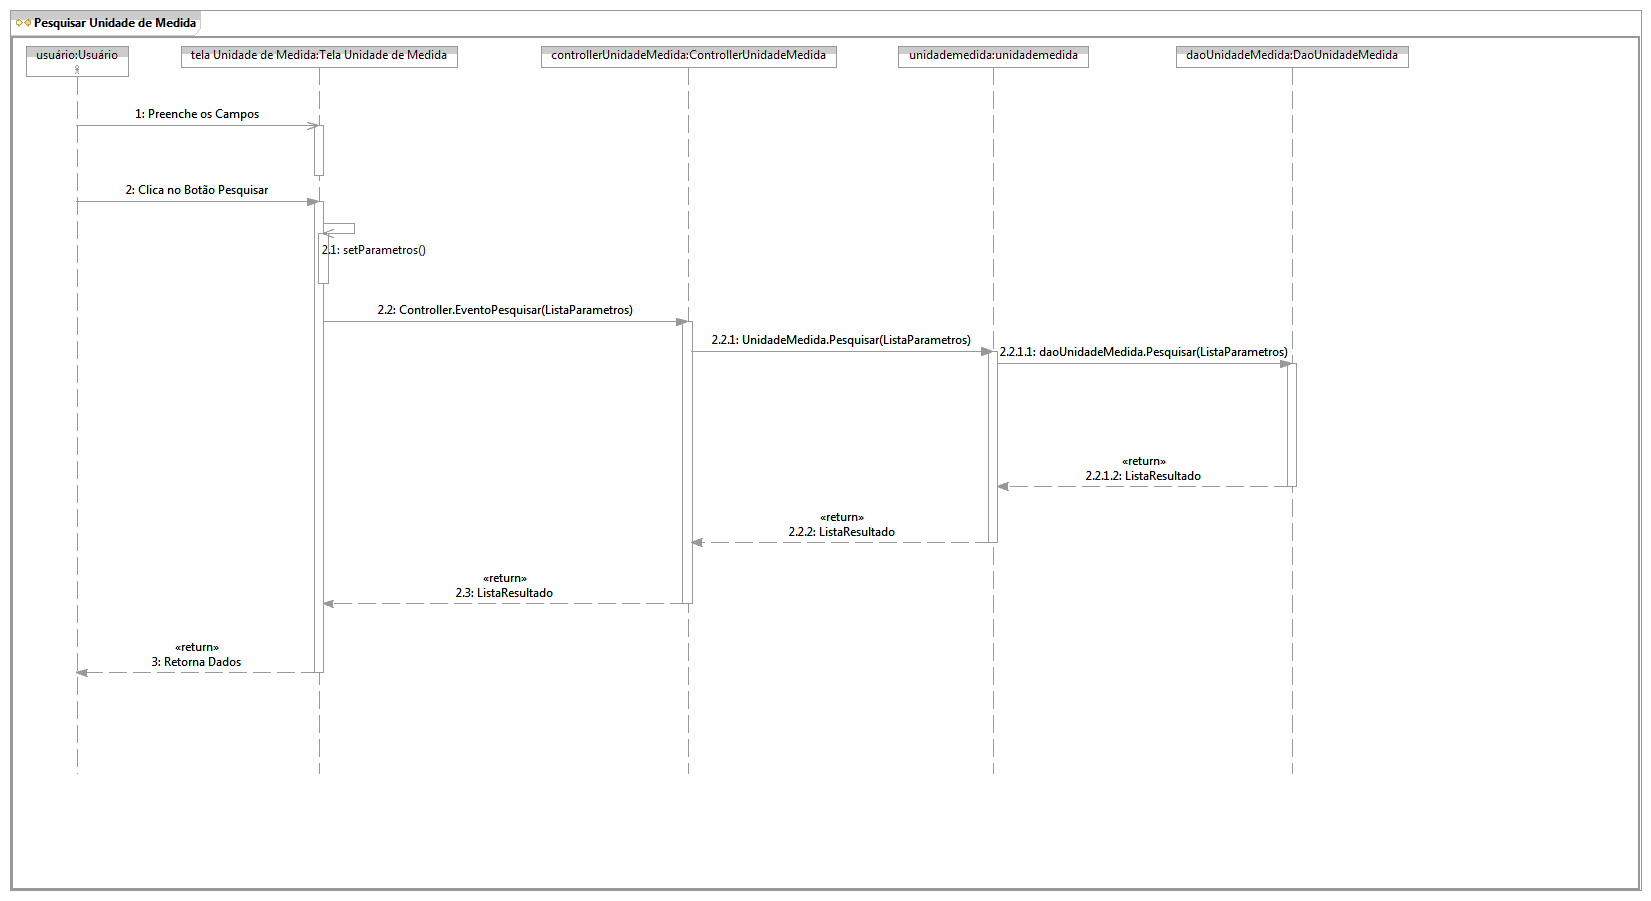 Pesquisar Unidade de Medida
usuário:Usuário
tela Unidade de Medida:Tela Unidade de Medida
controllerUnidadeMedida:ControllerUnidadeMedida
unidademedida:unidademedida
daoUnidadeMedida:DaoUnidadeMedida
1: Preenche os Campos
2: Clica no Botão Pesquisar
2.1: setParametros()
2.2: Controller.EventoPesquisar(ListaParametros)
2.2.1: UnidadeMedida.Pesquisar(ListaParametros)
2.2.1.1: daoUnidadeMedida.Pesquisar(ListaParametros)
«return»
2.2.1.2: ListaResultado
«return»
2.2.2: ListaResultado
«return»
2.3: ListaResultado
«return»
3: Retorna Dados